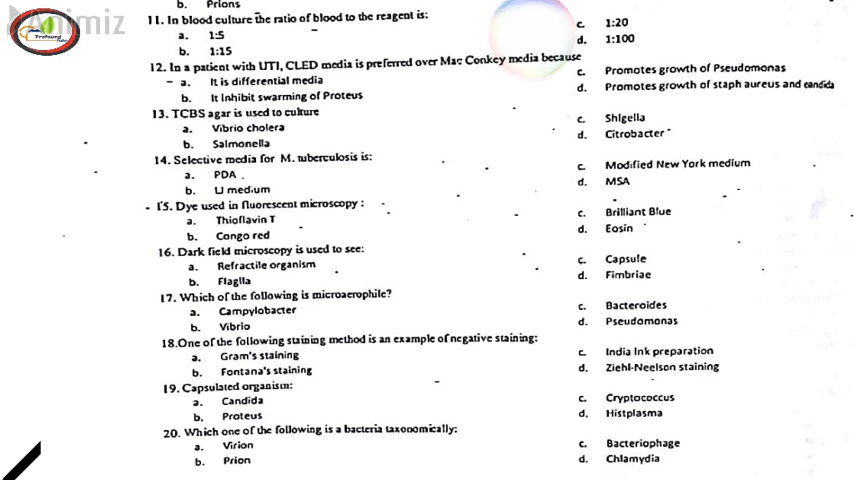 Animiz
b. Prions
11. In blood culture the ratio of blood to the reagent is:
a. 1:5
b. 1:15
c. 1:20
d. 1:100
12. In a patient with UTI, CLED media is preferred over Mac Conkey media because
a. It is differential media
b. It Inhibit swarming of Proteus
c. Promotes growth of Pseudomonas
d. Promotes growth of staph aureus and candida
13. TCBS agar is used to culture
a. Vibrio cholera
b. Salmonella
c. Shigella
d. Citrobacter
14. Selective media for M. tuberculosis is:
a. PDA
b. LJ medium
c. Modified New York medium
d. MSA
15. Dye used in fluorescent microscopy :
a. Thioflavin T
b. Congo red
c. Brilliant Blue
d. Eosin
16. Dark field microscopy is used to see:
a. Refractile organism
b. Flaglla
c. Capsule
d. Fimbriae
17. Which of the following is microaerophile?
a. Campylobacter
b. Vibrio
c. Bacteroides
d. Pseudomonas
18.One of the following staining method is an example of negative staining:
a. Gram's staining
b. Fontana's staining
c. India Ink preparation
d. Ziehl-Neelson staining
19. Capsulated organism:
a. Candida
b. Proteus
c. Cryptococcus
d. Histplasma
20. Which one of the following is a bacteria taxonomically:
a. Virion
b. Prion
c. Bacteriophage
d. Chlamydia